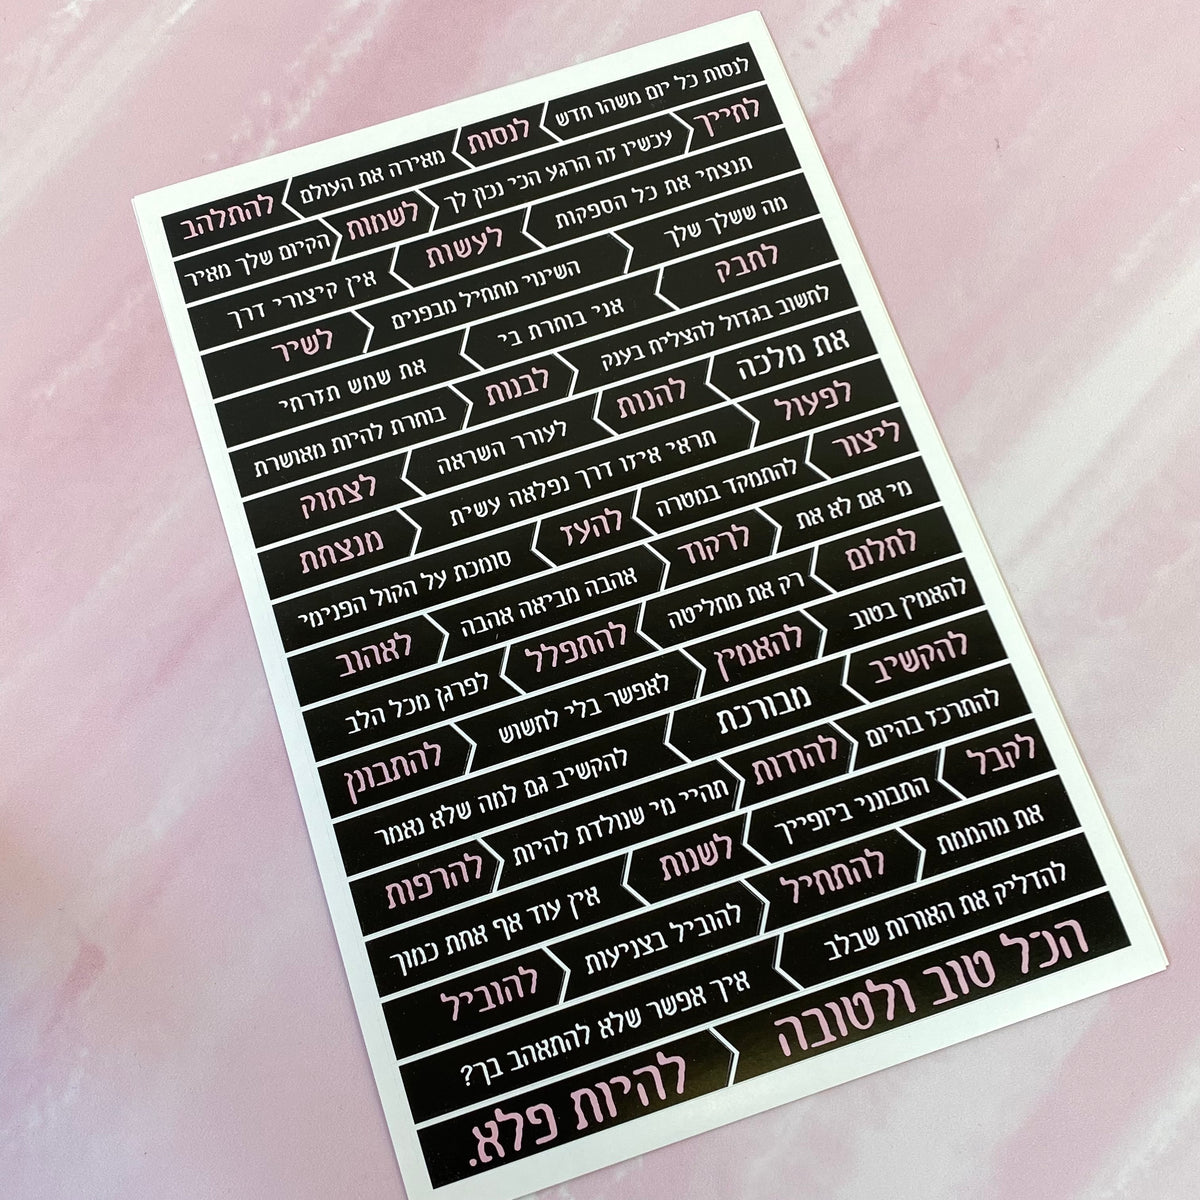 לנסות כל יום משהו חדש לנסות מאירה את העולם להתלהב
לחייך עכשיו זה הרגע הכי נכון לך לשמוח הקיום שלך מאיר
תנצחי את כל הספקות לעשות אין קיצורי דרך
מה ששלך שלך השינוי מתחיל מבפנים לשיר
לחבק אני בוחרת בי את שמש תזרחי
לחשוב בגדול להצליח בענק לבנות בוחרת להיות מאושרת
את מלכה להנות לעורר השראה לצחוק
לפעול תראי איזו דרך נפלאה עשית מנצחת
ליצור להתמקד במטרה להעז סומכת על הקול הפנימי
מי אם לא את לרקוד אהבה מביאה אהבה לאהוב
לחלום רק את מחליטה להתפלל לפרגן מכל הלב
להאמין בטוב להאמין לאפשר בלי לחשוש להתבונן
להקשיב מבורכת להקשיב גם למה שלא נאמר
להתרכז בהיום להודות תהיי מי שנולדת להיות להרפות
לקבל התבונני ביופייך לשנות אין עוד אף אחת כמוך
את מהממת להתחיל להוביל בצניעות להוביל
להדליק את האורות שבלב איך אפשר שלא להתאהב בך?
הכל טוב ולטובה להיות פלא.